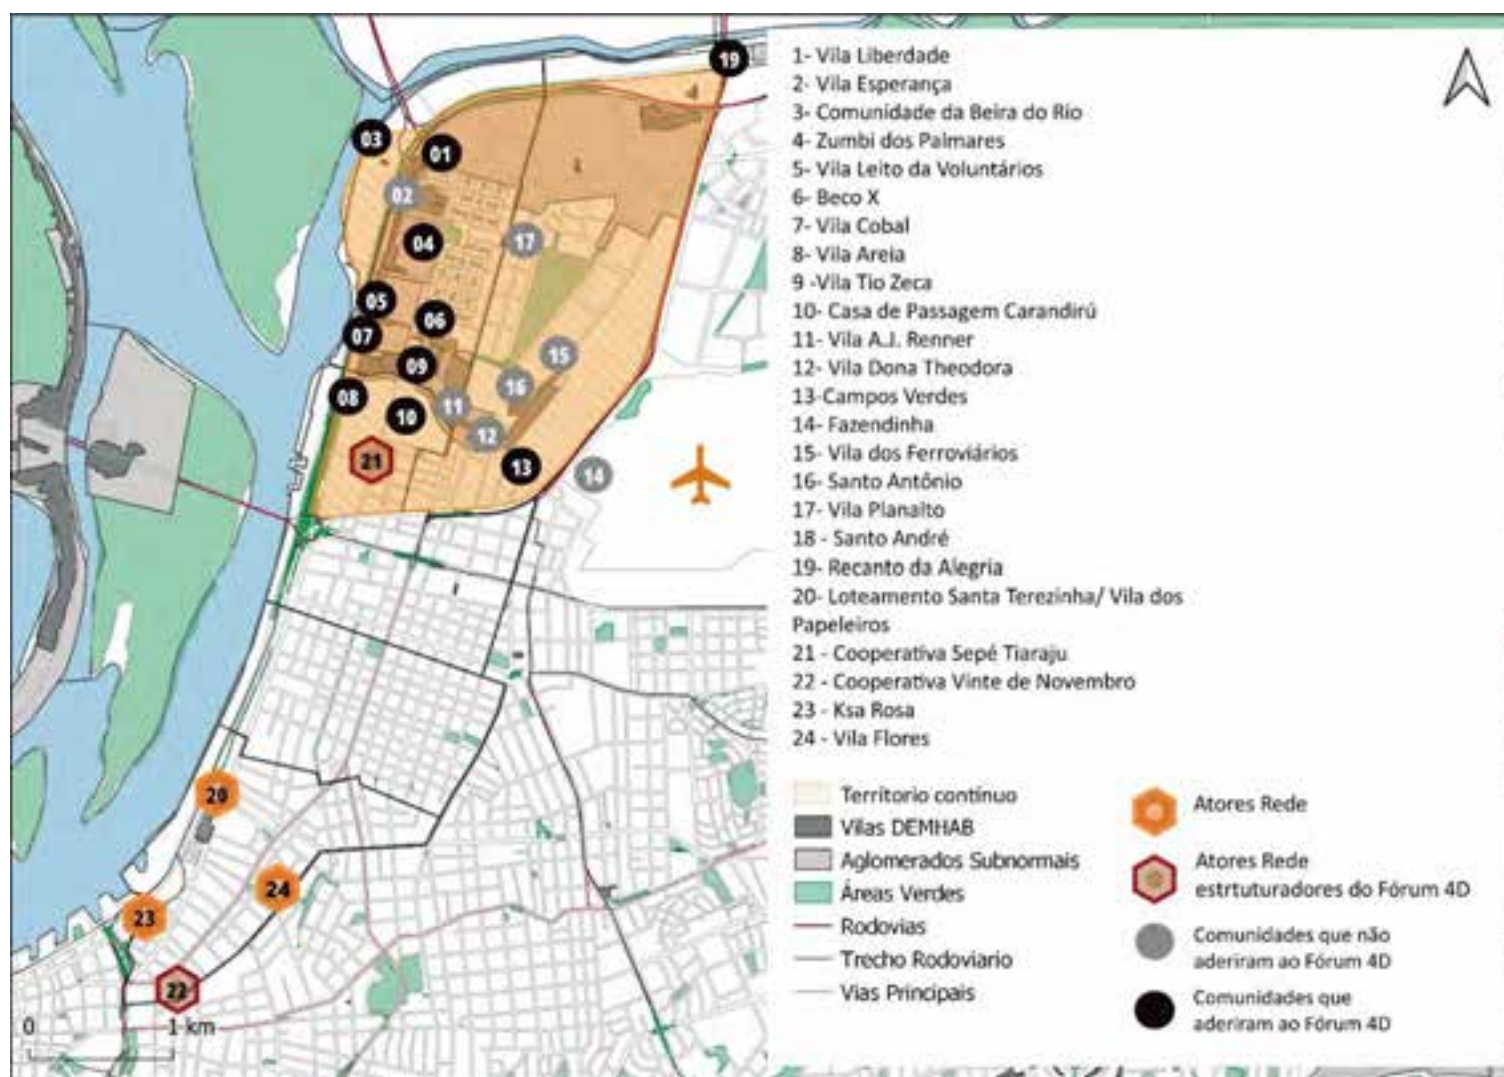 19
03
01
02
04
17
05
06
07
15
09
16
08
11
10
12
21
13
14
20
24
23
22
0
1 km
1- Vila Liberdade
2- Vila Esperança
3- Comunidade da Beira do Rio
4- Zumbi dos Palmares
5- Vila Leito da Voluntários
6- Beco X
7- Vila Cobal
8- Vila Areia
9 -Vila Tio Zeca
10- Casa de Passagem Carandirú
11- Vila A.J. Renner
12- Vila Dona Theodora
13-Campos Verdes
14- Fazendinha
15- Vila dos Ferroviários
16- Santo Antônio
17- Vila Planalto
18 - Santo André
19- Recanto da Alegria
20- Loteamento Santa Terezinha/ Vila dos
Papeleiros
21 - Cooperativa Sepé Tiaraju
22 - Cooperativa Vinte de Novembro
23 - Ksa Rosa
24 - Vila Flores
Territorio contínuo
Vilas DEMHAB
Aglomerados Subnormais
Áreas Verdes
Rodovias
Trecho Rodoviario
Vias Principais
Atores Rede
Atores Rede
estrtuturadores do Fórum 4D
Comunidades que não
aderiram ao Fórum 4D
Comunidades que
aderiram ao Fórum 4D